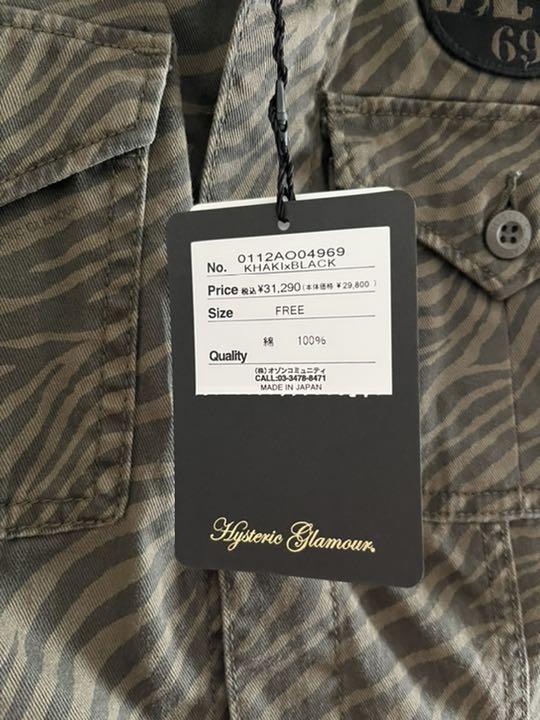 69
No. 0112AO04969
KHAKIxBLACK
Price 税込 ¥31,290 (本体価格 ¥29,800 )
Size FREE
綿 100%
Quality
(株) オゾンコミュニティ
CALL:03-3478-8471
MADE IN JAPAN
Hysteric Glamour.